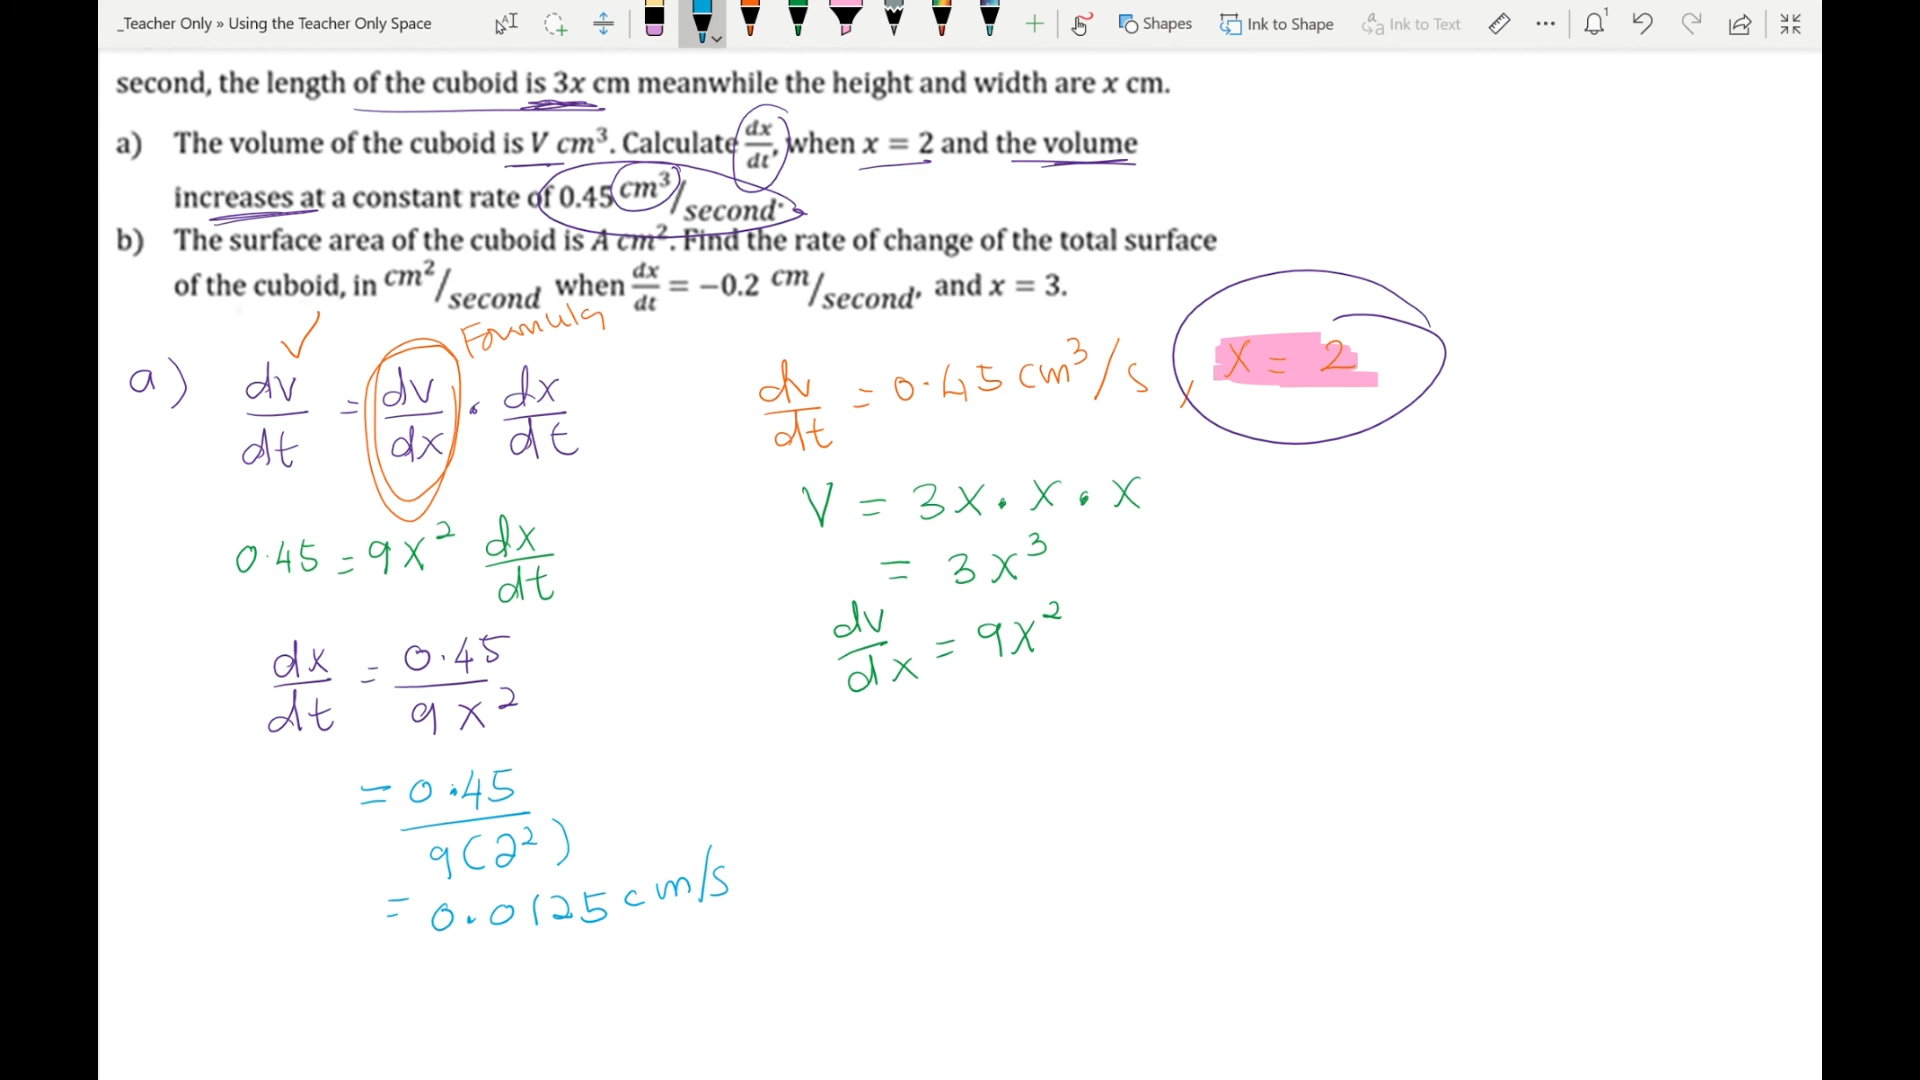 _Teacher Only » Using the Teacher Only Space
Shapes
Ink to Shape
Ink to Text
1
second, the length of the cuboid is 3x cm meanwhile the height and width are x cm.
a) The volume of the cuboid is V cm³. Calculate dx/dt, when x = 2 and the volume
increases at a constant rate of 0.45 cm³/second.
b) The surface area of the cuboid is A cm². Find the rate of change of the total surface
of the cuboid, in cm²/second when dx/dt = −0.2 cm/second, and x = 3.
Formula
a) dv/dt = dv/dx · dx/dt
dv/dt = 0.45 cm³/s, x = 2
V = 3x · x · x
0.45 = 9x² dx/dt
= 3x³
dv/dx = 9x²
dx/dt = 0.45/9x²
= 0.45/9(2²)
= 0.0125 cm/s